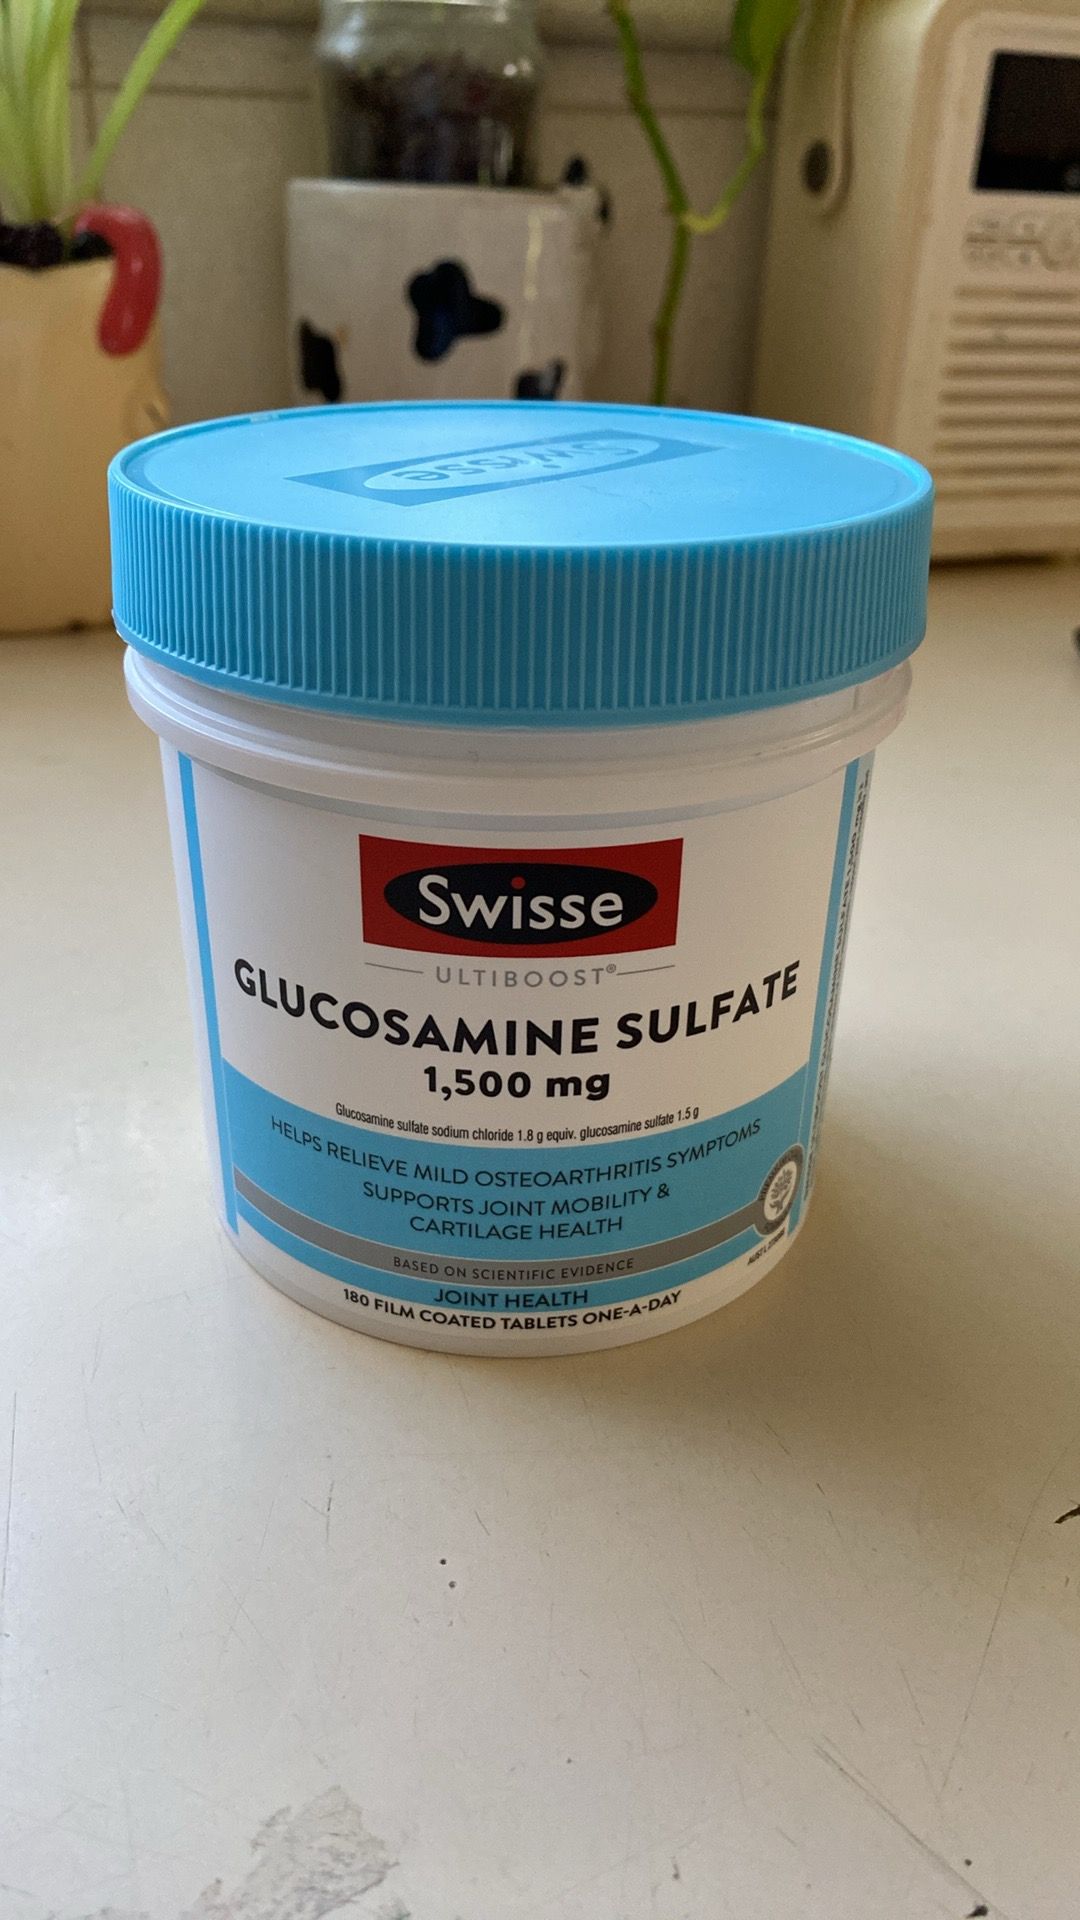 Swisse
Swisse
ULTIBOOST®
GLUCOSAMINE SULFATE
1,500 mg
Glucosamine sulfate sodium chloride 1.8 g equiv. glucosamine sulfate 1.5 g
HELPS RELIEVE MILD OSTEOARTHRITIS SYMPTOMS
SUPPORTS JOINT MOBILITY &
CARTILAGE HEALTH
BASED ON SCIENTIFIC EVIDENCE
JOINT HEALTH
180 FILM COATED TABLETS ONE-A-DAY